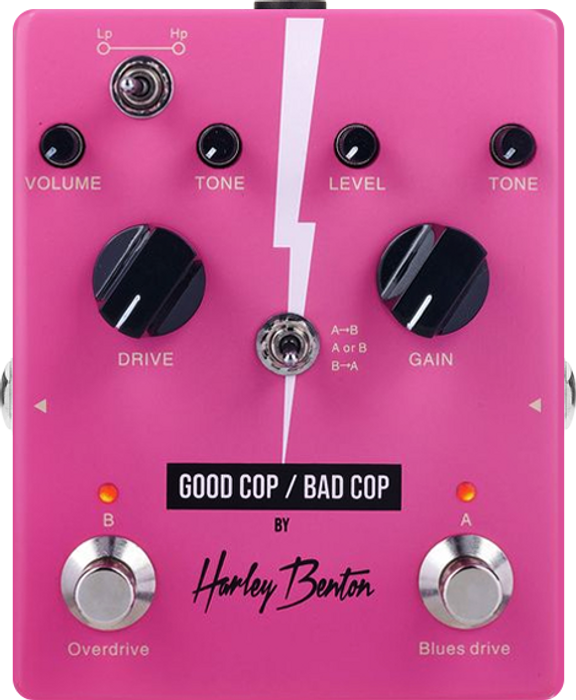 Lp Hp
VOLUME TONE LEVEL TONE
A→B
A or B
B→A
DRIVE GAIN
GOOD COP / BAD COP
B BY A
Harley Benton
Overdrive Blues drive